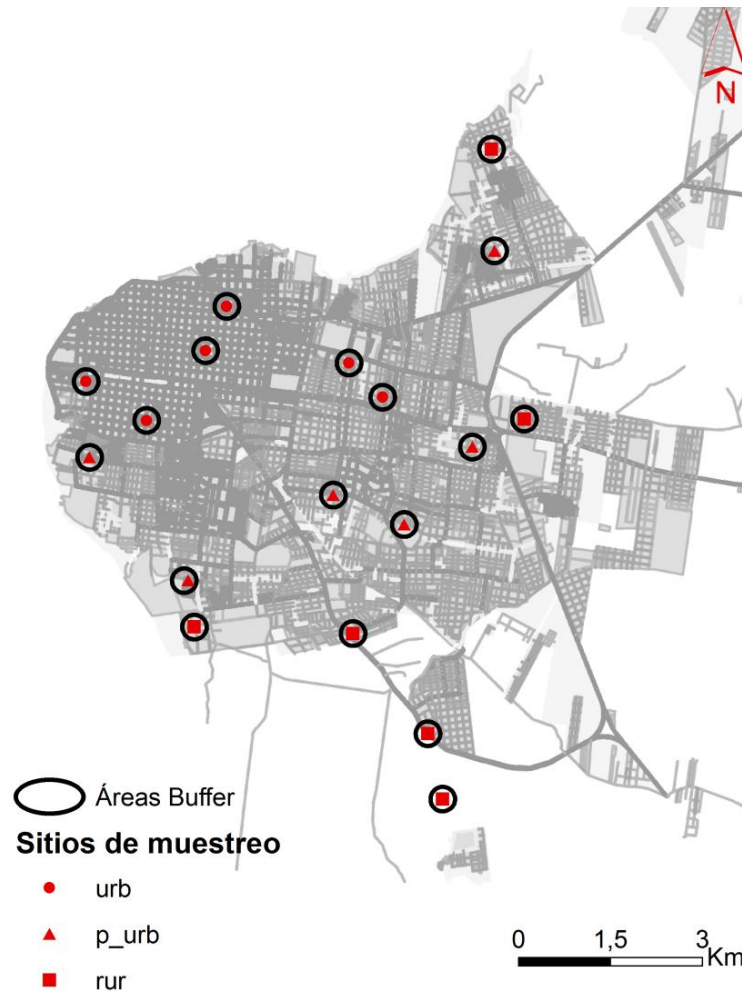 N
Áreas Buffer
Sitios de muestreo
urb
p_urb
rur
0 1,5 3
Km